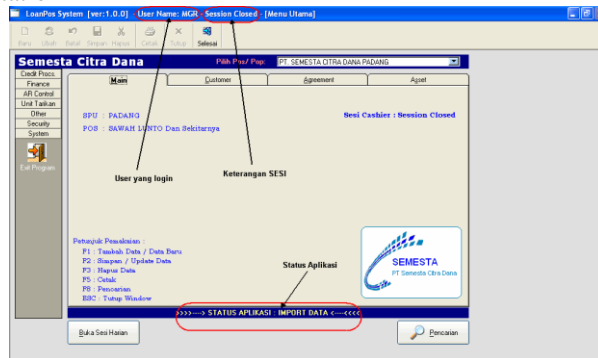 LoanPos System [ver:1.0.0] - User Name: MGR - Session Closed - [Menu Utama]
Baru Ubah Batal Simpan Hapus Cetak Tutup Selesai
Semesta Citra Dana
Pilih Pos/ Pop: PT. SEMESTA CITRA DANA PADANG
Credit Procs.
Finance
AR Control
Unit Tarikan
Other
Security
System
Exit Program
Main Customer Agreement Asset
SPU : PADANG
Sesi Cashier : Session Closed
POS : SAWAH LUNTO Dan Sekitarnya
User yang login
Keterangan SESI
Petunjuk Pemakaian :
F1 : Tambah Data / Data Baru
F2 : Simpan / Update Data
F3 : Hapus Data
F5 : Cetak
F8 : Pencarian
ESC : Tutup Window
Status Aplikasi
SEMESTA
PT Semesta Citra Dana
>>>>---> STATUS APLIKASI : IMPORT DATA <---<<<<
Buka Sesi Harian
Pencarian